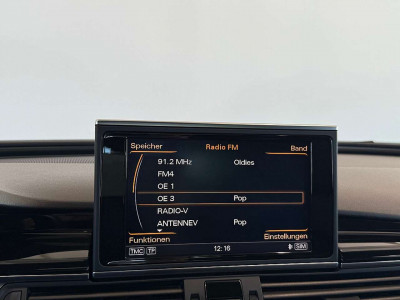 Speicher Radio FM Band
91.2 MHz Oldies
FM4
OE 1
OE 3 Pop
RADIO-V
ANTENNEV Pop
Funktionen Einstellungen
TMC TP 12:16 SIM